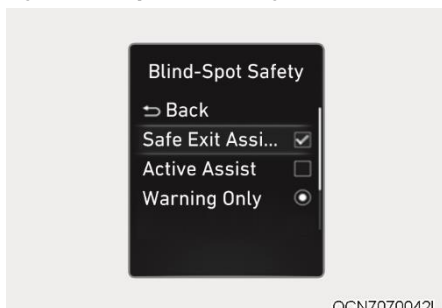 Blind-Spot Safety
Back
Safe Exit Assi...
Active Assist
Warning Only
OCN7070042L